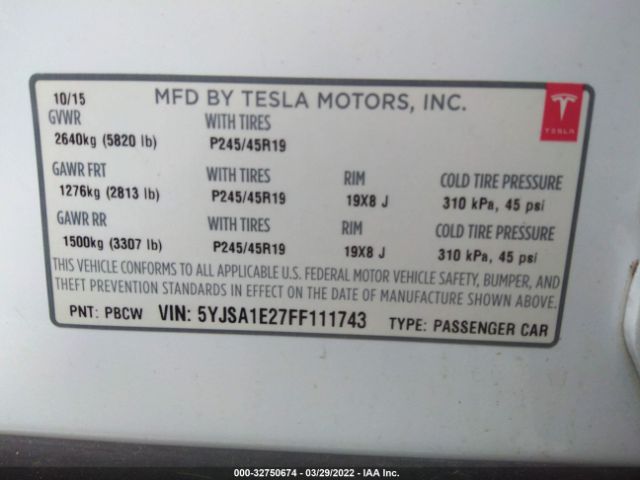 10/15 MFD BY TESLA MOTORS, INC.
GVWR WITH TIRES
2640kg (5820 lb) P245/45R19
TESLA
GAWR FRT WITH TIRES RIM COLD TIRE PRESSURE
1276kg (2813 lb) P245/45R19 19X8 J 310 kPa, 45 psi
GAWR RR WITH TIRES RIM COLD TIRE PRESSURE
1500kg (3307 lb) P245/45R19 19X8 J 310 kPa, 45 psi
THIS VEHICLE CONFORMS TO ALL APPLICABLE U.S. FEDERAL MOTOR VEHICLE SAFETY, BUMPER, AND
THEFT PREVENTION STANDARDS IN EFFECT ON THE DATE OF MANUFACTURE SHOWN ABOVE.
PNT: PBCW VIN: 5YJSA1E27FF111743 TYPE: PASSENGER CAR
000-32750674 - 03/29/2022 - IAA Inc.